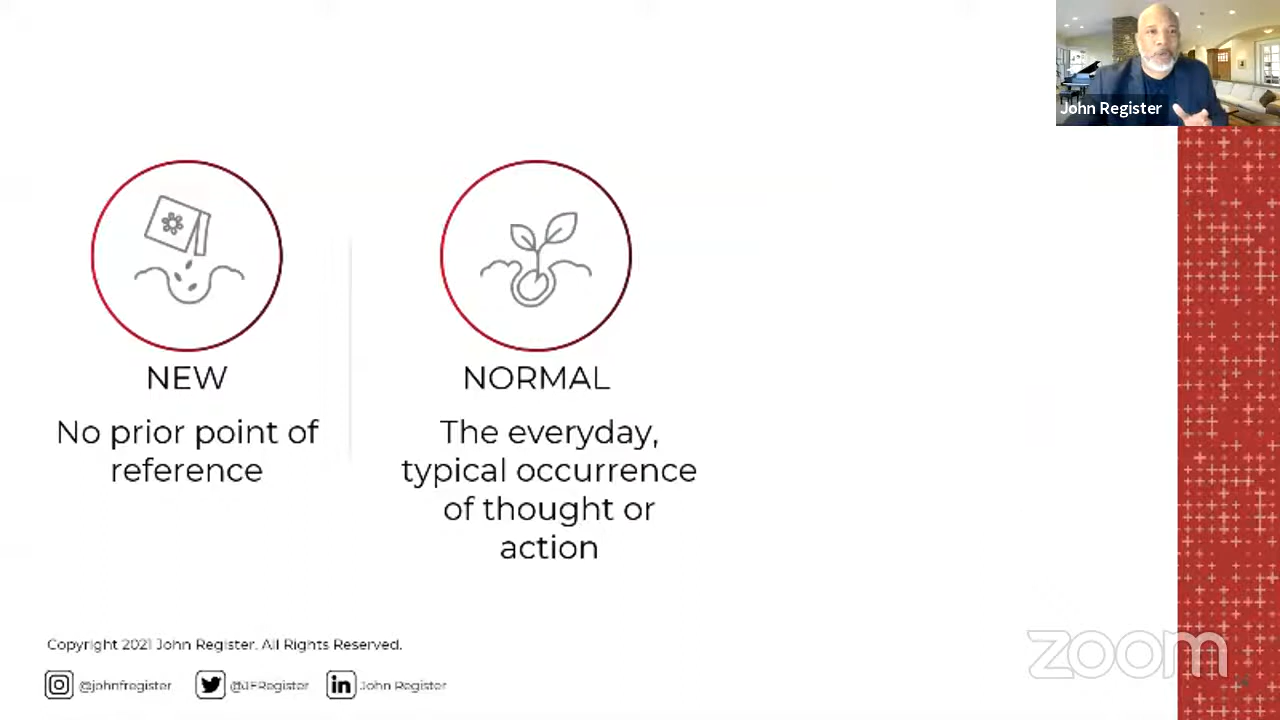 John Register
NEW
No prior point of
reference
NORMAL
The everyday,
typical occurrence
of thought or
action
Copyright 2021 John Register. All Rights Reserved.
@johnfregister
@JFRegister
in
John Register
zoom